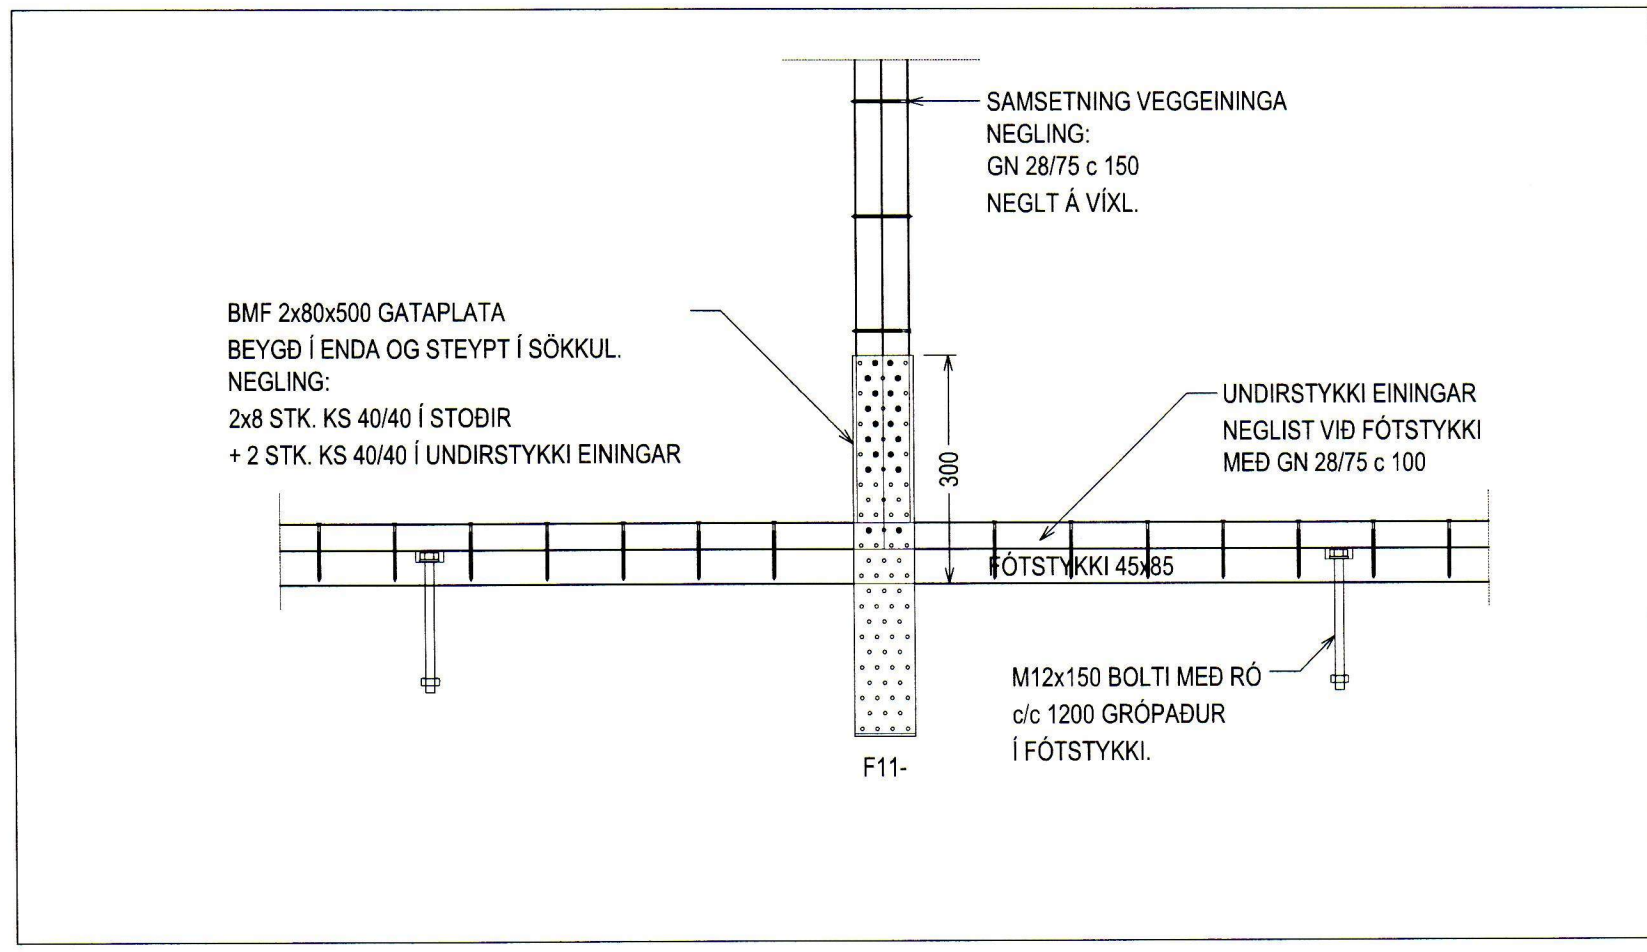 SAMSETNING VEGGEININGA
NEGLING:
GN 28/75 c 150
NEGLT Á VÍXL.
BMF 2x80x500 GATAPLATA
BEYGÐ Í ENDA OG STEYPT Í SÖKKUL.
NEGLING:
2x8 STK. KS 40/40 Í STOÐIR
+ 2 STK. KS 40/40 Í UNDIRSTYKKI EININGAR
300
UNDIRSTYKKI EININGAR
NEGLIST VIÐ FÓTSTYKKI
MEÐ GN 28/75 c 100
FÓTSTYKKI 45x85
M12x150 BOLTI MEÐ RÓ
c/c 1200 GRÓPAÐUR
Í FÓTSTYKKI.
F11-